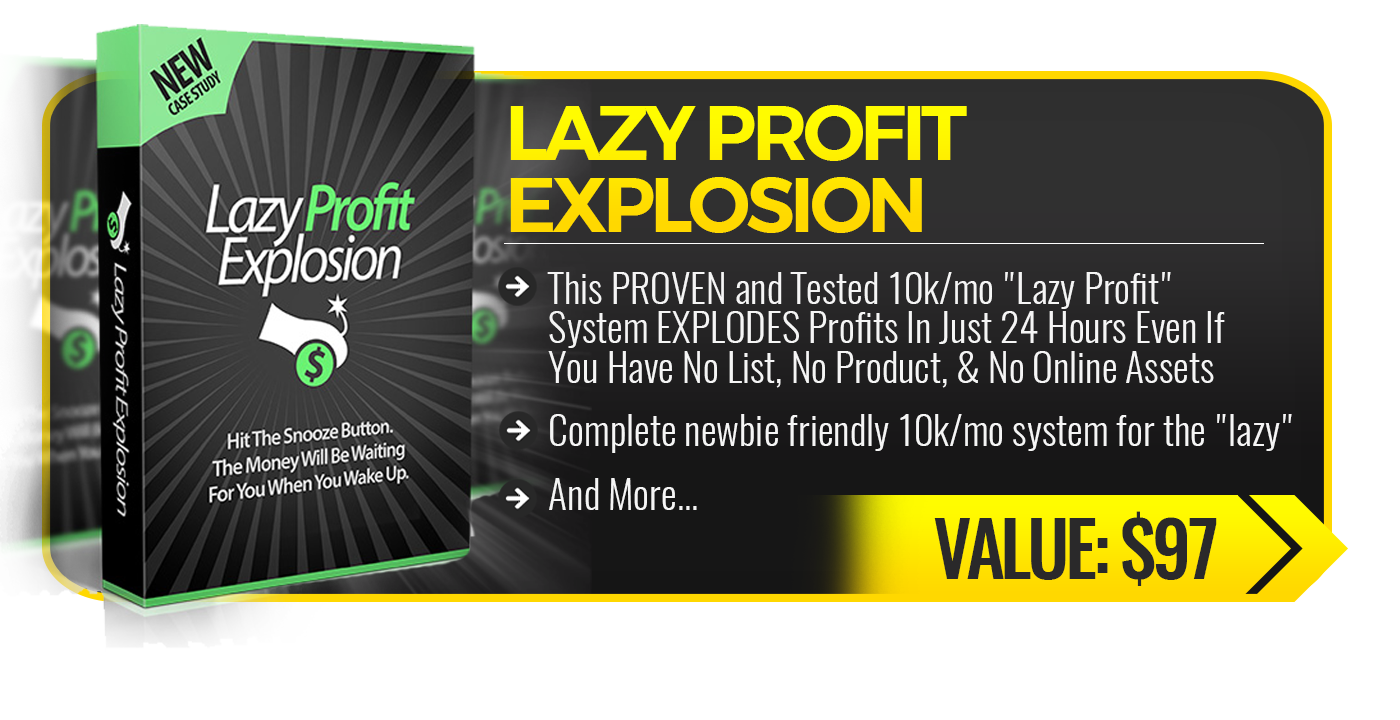 NEW
CASE STUDY
Lazy Profit
Explosion
$
Hit The Snooze Button.
The Money Will Be Waiting
For You When You Wake Up.
$
Lazy Profit Explosion
LAZY PROFIT
EXPLOSION
This PROVEN and Tested 10k/mo "Lazy Profit"
System EXPLODES Profits In Just 24 Hours Even If
You Have No List, No Product, & No Online Assets
Complete newbie friendly 10k/mo system for the "lazy"
And More...
VALUE: $97